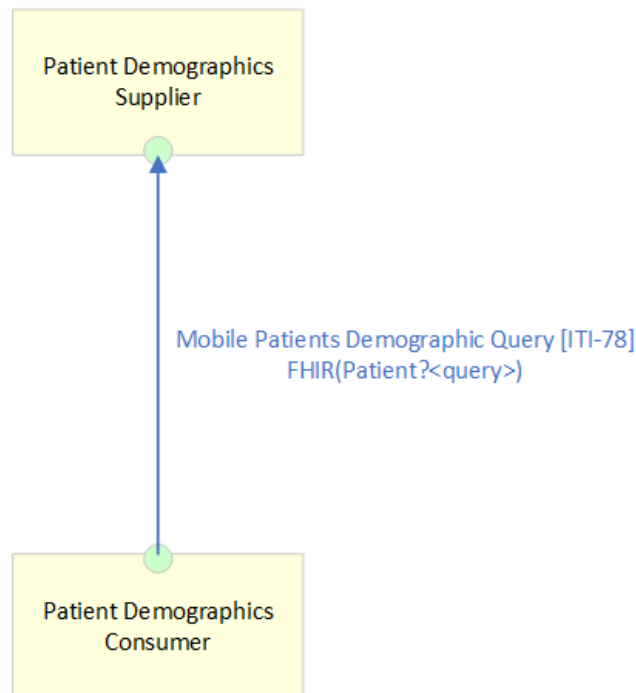 Patient Demographics
Supplier
Mobile Patients Demographic Query [ITI-78]
FHIR(Patient?<query>)
Patient Demographics
Consumer